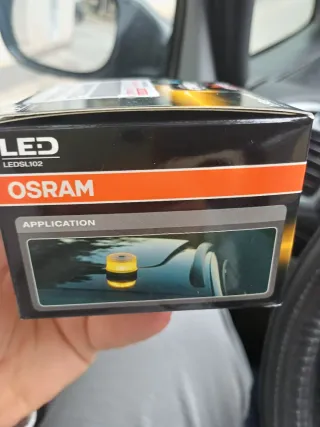 LED
LEDSL102
OSRAM
APPLICATION